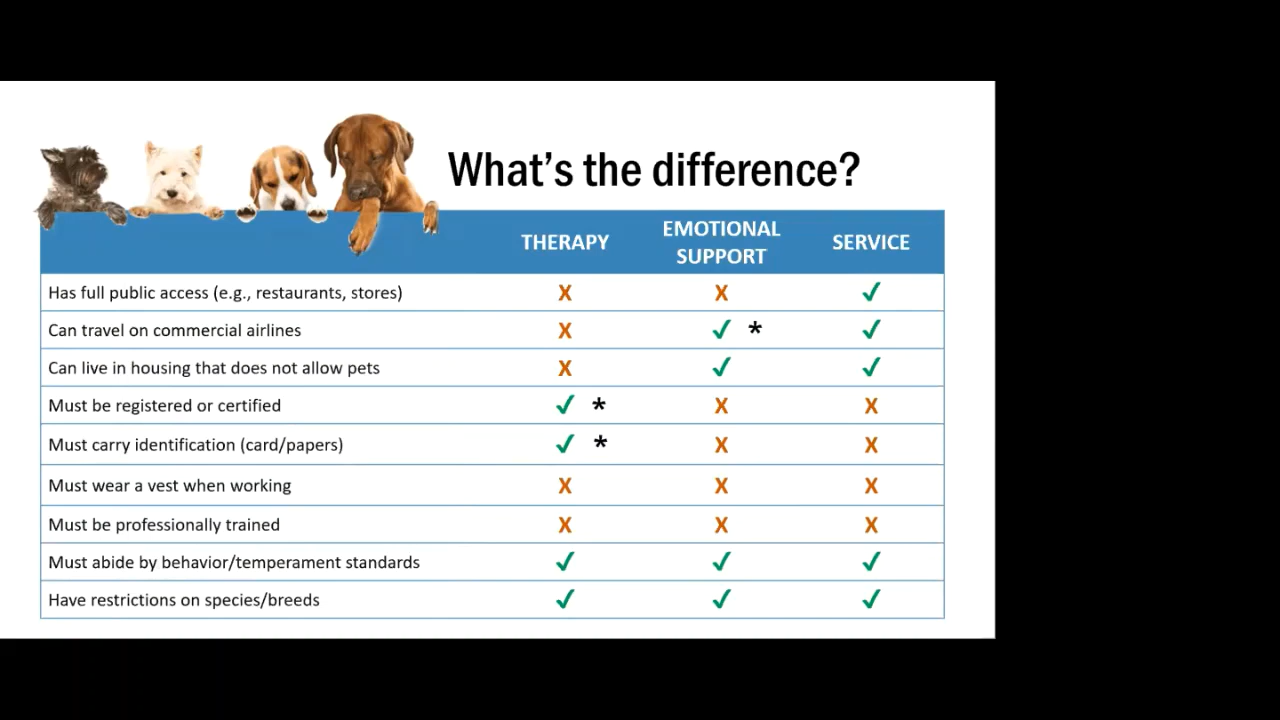 What's the difference?
THERAPY
EMOTIONAL
SUPPORT
SERVICE
Has full public access (e.g., restaurants, stores) X X ✓
Can travel on commercial airlines X ✓ * ✓
Can live in housing that does not allow pets X ✓ ✓
Must be registered or certified ✓ * X X
Must carry identification (card/papers) ✓ * X X
Must wear a vest when working X X X
Must be professionally trained X X X
Must abide by behavior/temperament standards ✓ ✓ ✓
Have restrictions on species/breeds ✓ ✓ ✓